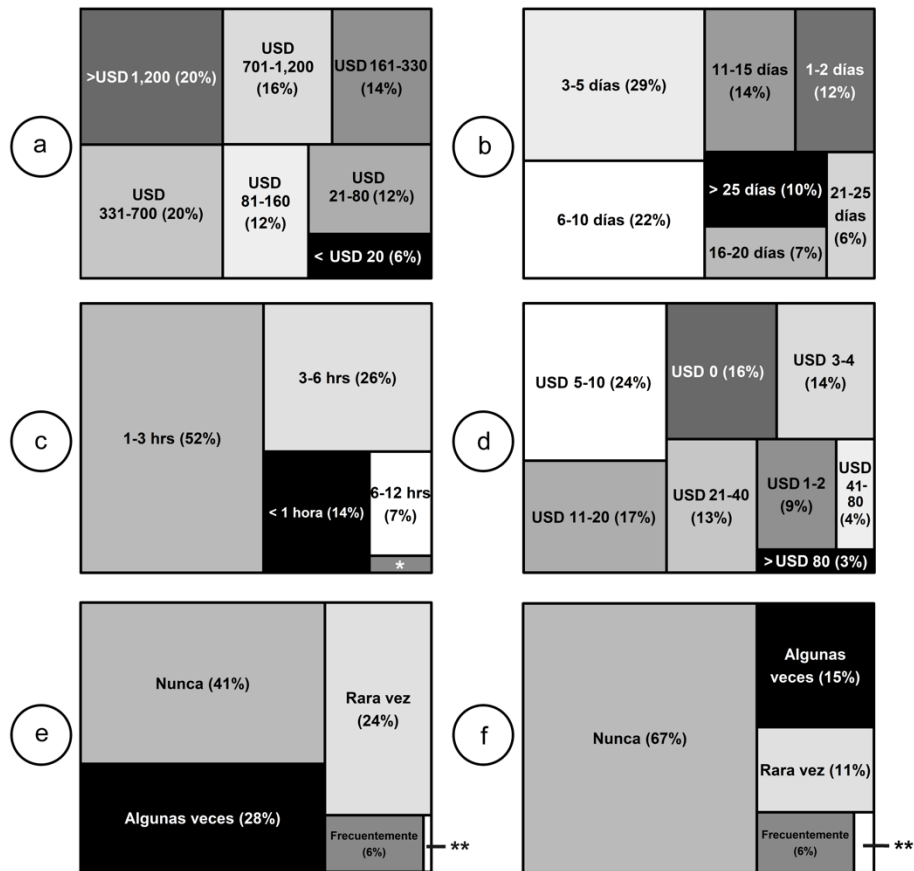 a
>USD 1,200 (20%)
USD
701-1,200
(16%)
USD 161-330
(14%)
USD
331-700 (20%)
USD
81-160
(12%)
USD
21-80 (12%)
< USD 20 (6%)
b
3-5 días (29%)
11-15 días
(14%)
1-2 días
(12%)
6-10 días (22%)
> 25 días (10%)
21-25
días
(6%)
16-20 días (7%)
c
1-3 hrs (52%)
3-6 hrs (26%)
< 1 hora (14%)
6-12 hrs
(7%)
*
d
USD 5-10 (24%)
USD 0 (16%)
USD 3-4
(14%)
USD 11-20 (17%)
USD 21-40
(13%)
USD 1-2
(9%)
USD
41-
80
(4%)
>USD 80 (3%)
e
Nunca (41%)
Rara vez
(24%)
Algunas veces (28%)
Frecuentemente
(6%)
**
f
Nunca (67%)
Algunas
veces (15%)
Rara vez (11%)
Frecuentemente
(6%)
**